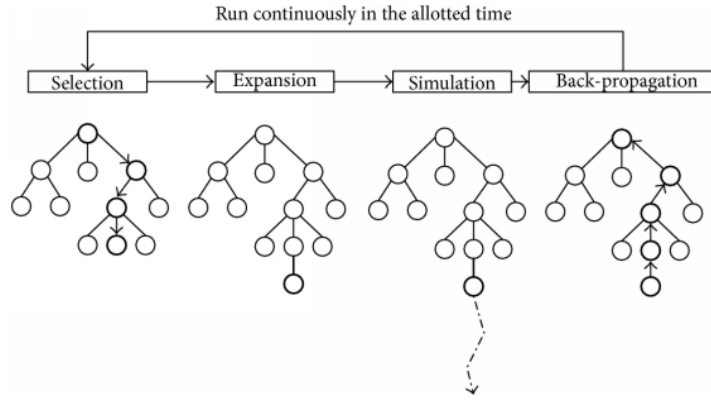 Run continuously in the allotted time
Selection
Expansion
Simulation
Back-propagation